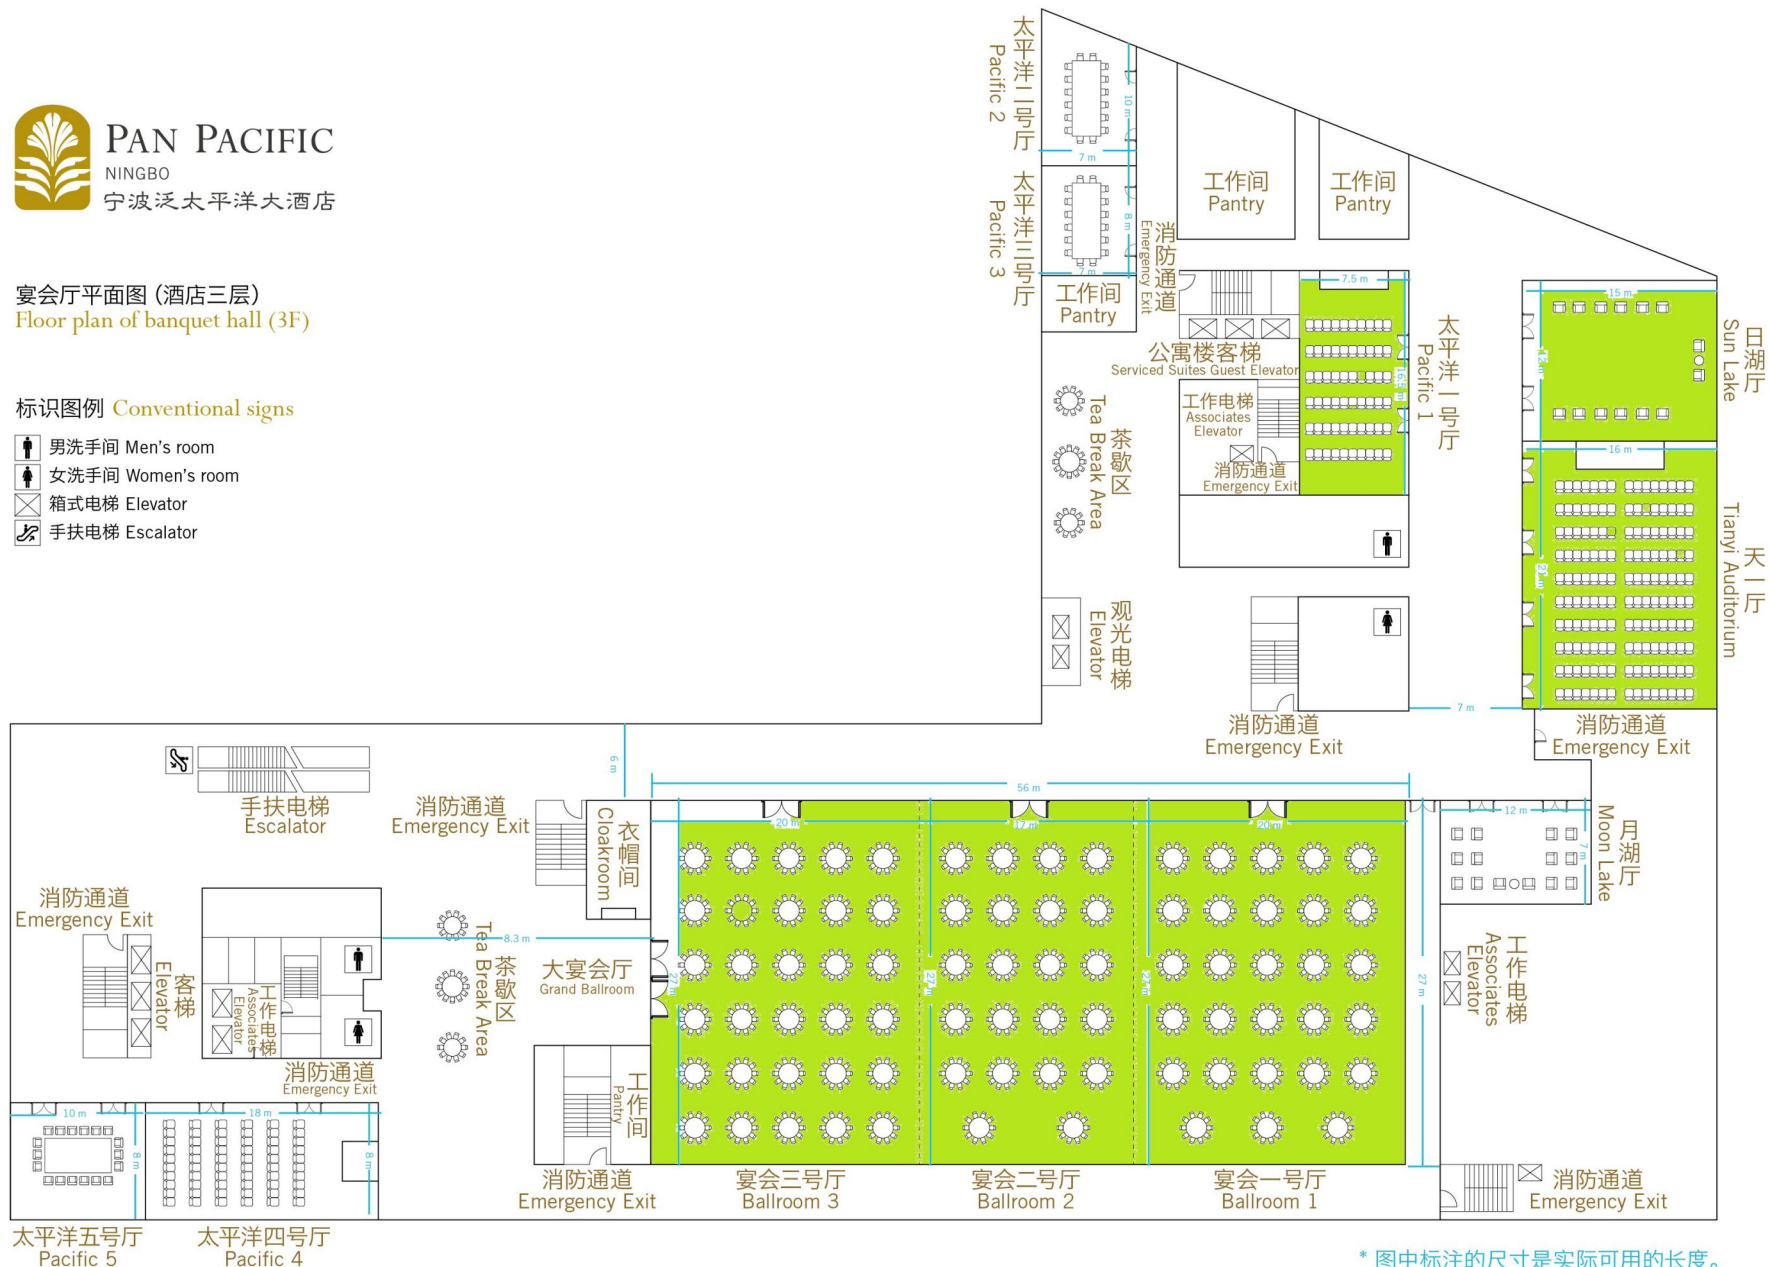 PAN PACIFIC
NINGBO
宁波泛太平洋大酒店
宴会厅平面图 (酒店三层)
Floor plan of banquet hall (3F)
标识图例 Conventional signs
男洗手间 Men's room
女洗手间 Women's room
箱式电梯 Elevator
手扶电梯 Escalator
太平洋二号厅
Pacific 2
10 m
7 m
太平洋三号厅
Pacific 3
8 m
7 m
工作间
Pantry
消防通道
Emergency Exit
工作间
Pantry
工作间
Pantry
公寓楼客梯
Serviced Suites Guest Elevator
工作电梯
Associates
Elevator
消防通道
Emergency Exit
7.5 m
16.5 m
太平洋一号厅
Pacific 1
15 m
12 m
日湖厅
Sun Lake
16 m
22 m
天一厅
Tianyi Auditorium
茶歇区
Tea Break Area
观光电梯
Elevator
消防通道
Emergency Exit
7 m
消防通道
Emergency Exit
手扶电梯
Escalator
消防通道
Emergency Exit
6 m
衣帽间
Cloakroom
56 m
20 m
17 m
20 m
12 m
7 m
月湖厅
Moon Lake
消防通道
Emergency Exit
客梯
Elevator
工作电梯
Associates
Elevator
消防通道
Emergency Exit
茶歇区
Tea Break Area
8.3 m
大宴会厅
Grand Ballroom
27 m
27 m
27 m
27 m
工作电梯
Associates
Elevator
工作间
Pantry
消防通道
Emergency Exit
宴会三号厅
Ballroom 3
宴会二号厅
Ballroom 2
宴会一号厅
Ballroom 1
消防通道
Emergency Exit
10 m
8 m
18 m
8 m
太平洋五号厅
Pacific 5
太平洋四号厅
Pacific 4
* 图中标注的尺寸是实际可用的长度。